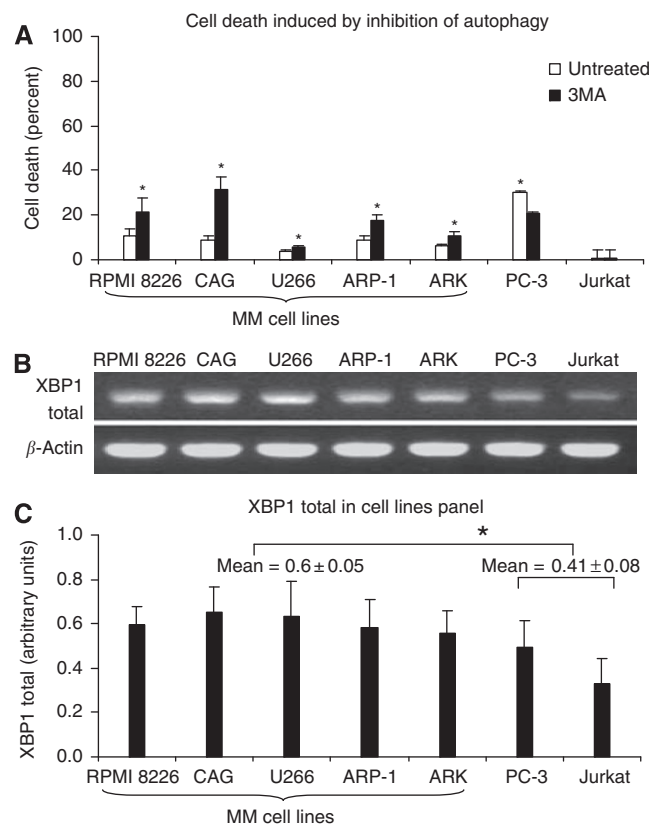 A
Cell death induced by inhibition of autophagy
Cell death (percent)
100
80
60
40
20
0
Untreated
3MA
* * * * * *
RPMI 8226 CAG U266 ARP-1 ARK PC-3 Jurkat
MM cell lines
B
RPMI 8226 CAG U266 ARP-1 ARK PC-3 Jurkat
XBP1
total
β-Actin
C
XBP1 total in cell lines panel
XBP1 total (arbitrary units)
1.0
0.8
0.6
0.4
0.2
0.0
*
Mean = 0.6 ± 0.05 Mean = 0.41 ± 0.08
RPMI 8226 CAG U266 ARP-1 ARK PC-3 Jurkat
MM cell lines